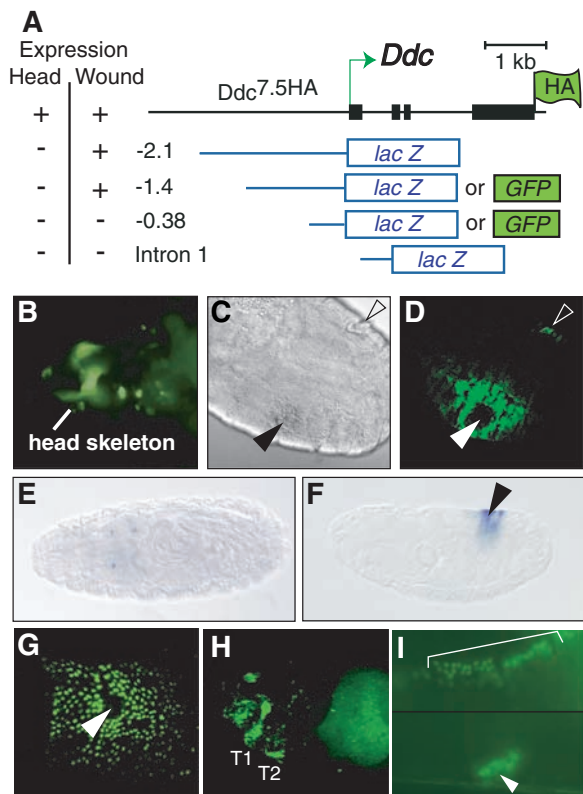 A
Expression
Head Wound
Ddc7.5HA
Ddc
1 kb
HA
+ +
- + -2.1 lac Z
- + -1.4 lac Z or GFP
- - -0.38 lac Z or GFP
- - Intron 1 lac Z
B
head skeleton
C
D
E
F
G
H
T1
T2
I